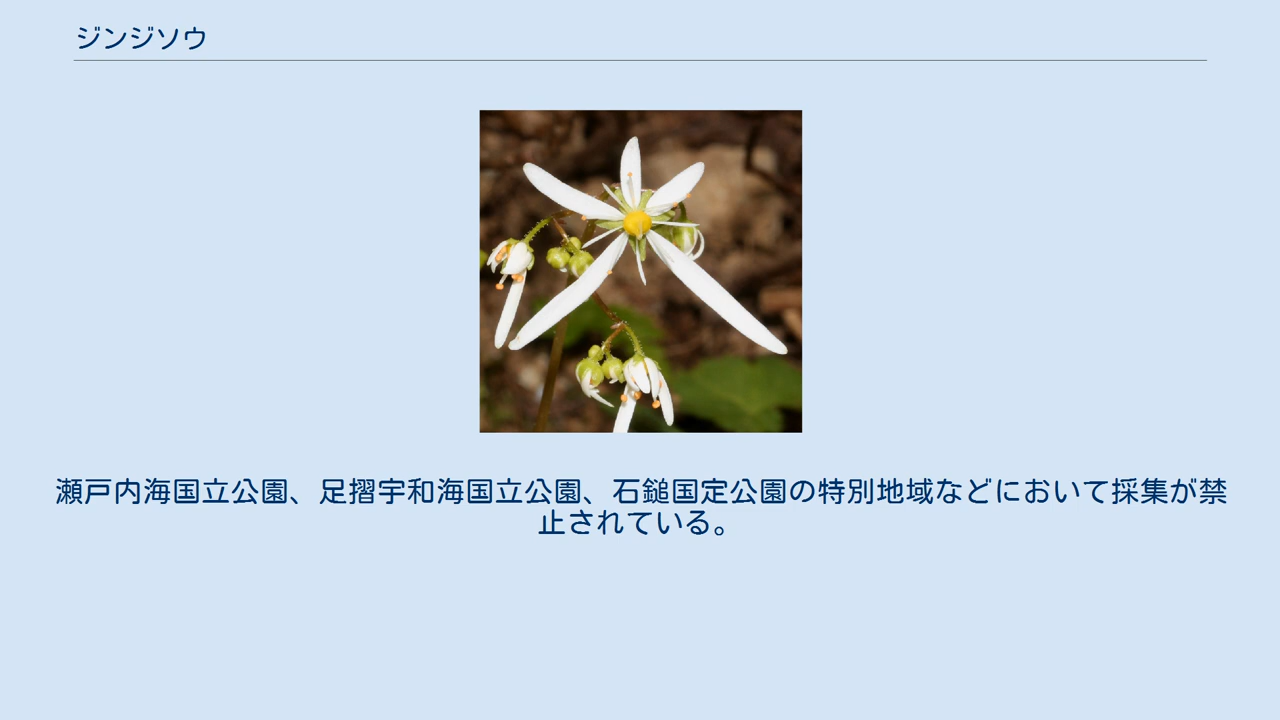 ジンジソウ
瀬戸内海国立公園、足摺宇和海国立公園、石鎚国定公園の特別地域などにおいて採集が禁
止されている。